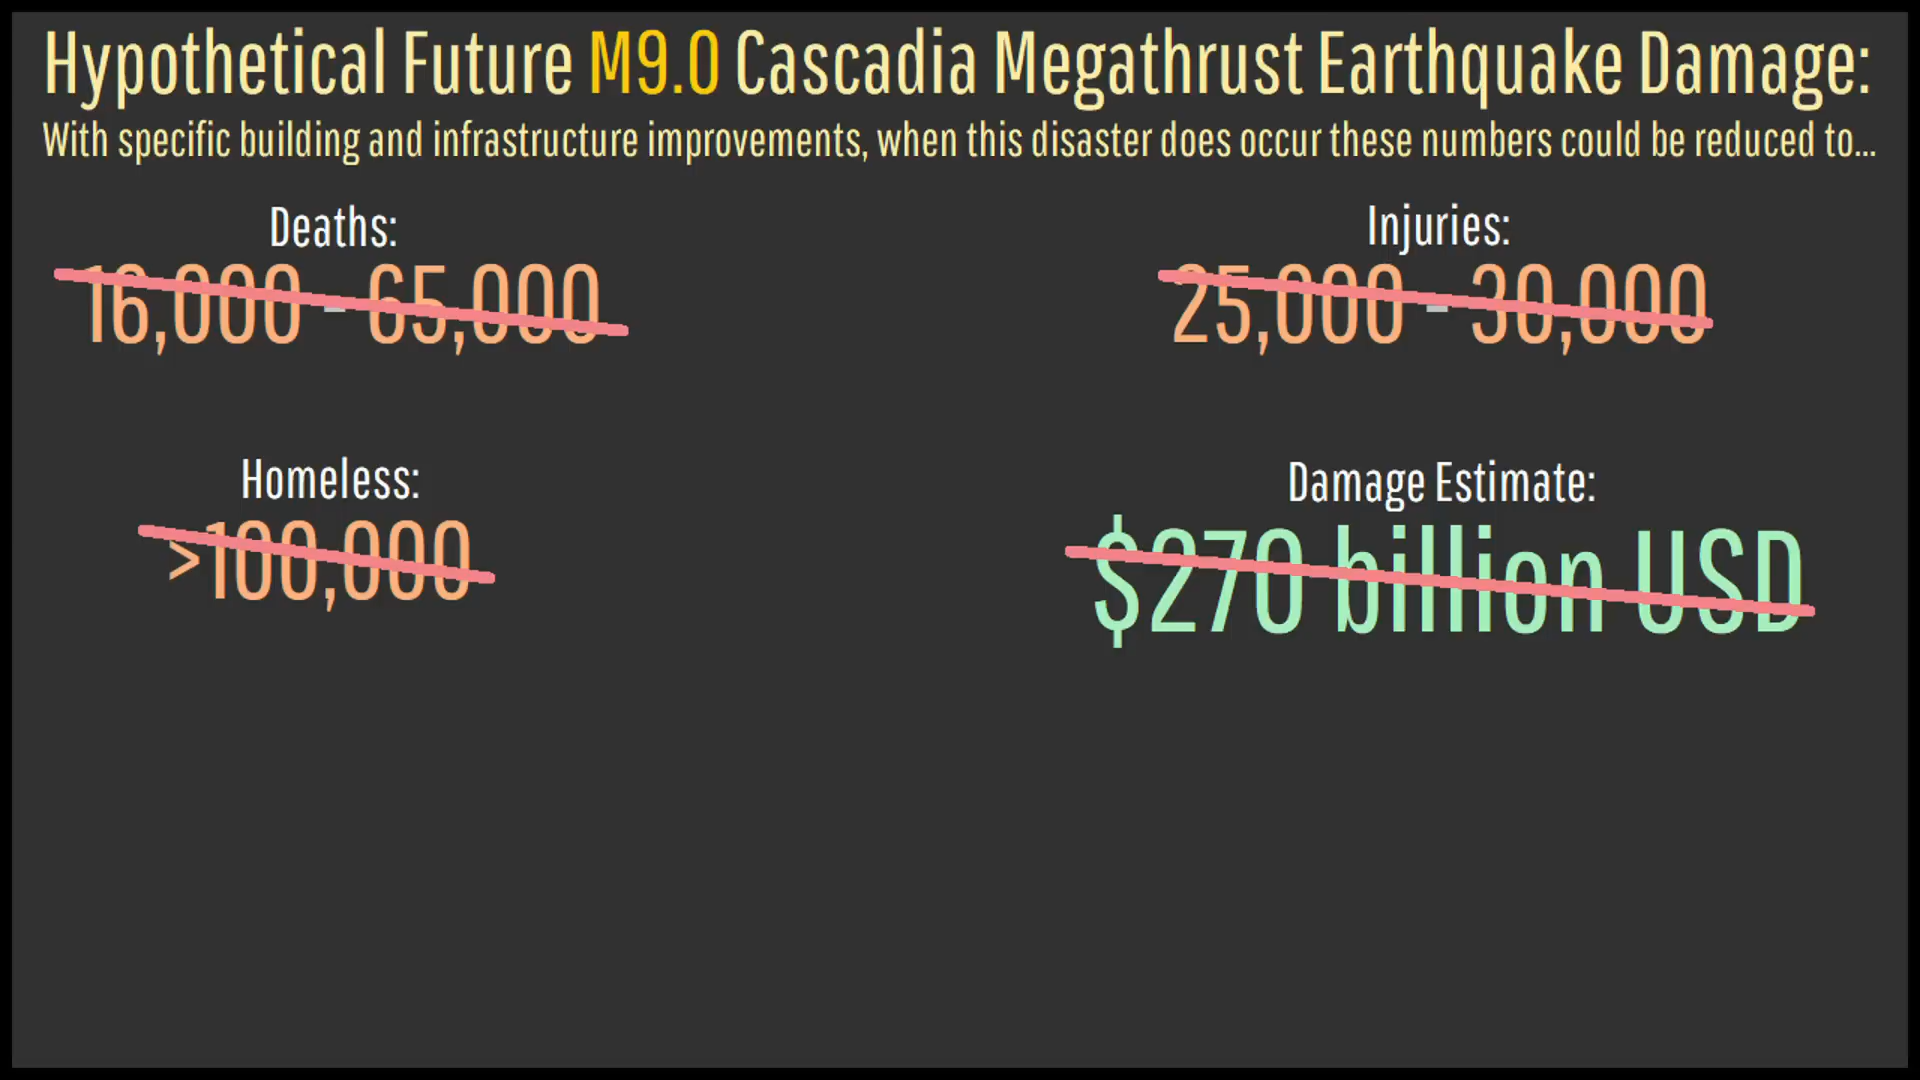 Hypothetical Future M9.0 Cascadia Megathrust Earthquake Damage:
With specific building and infrastructure improvements, when this disaster does occur these numbers could be reduced to...
Deaths:
16,000 - 65,000
Injuries:
25,000 - 30,000
Homeless:
>100,000
Damage Estimate:
$270 billion USD